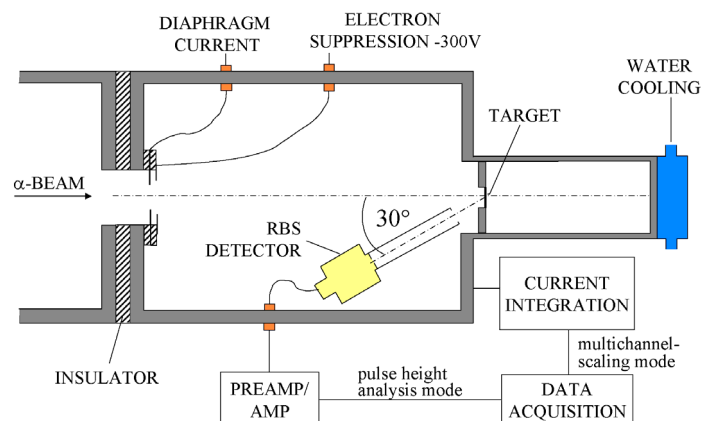 DIAPHRAGM
CURRENT
ELECTRON
SUPPRESSION -300V
WATER
COOLING
TARGET
α-BEAM
30°
RBS
DETECTOR
CURRENT
INTEGRATION
multichannel-
scaling mode
INSULATOR
PREAMP/
AMP
pulse height
analysis mode
DATA
ACQUISITION